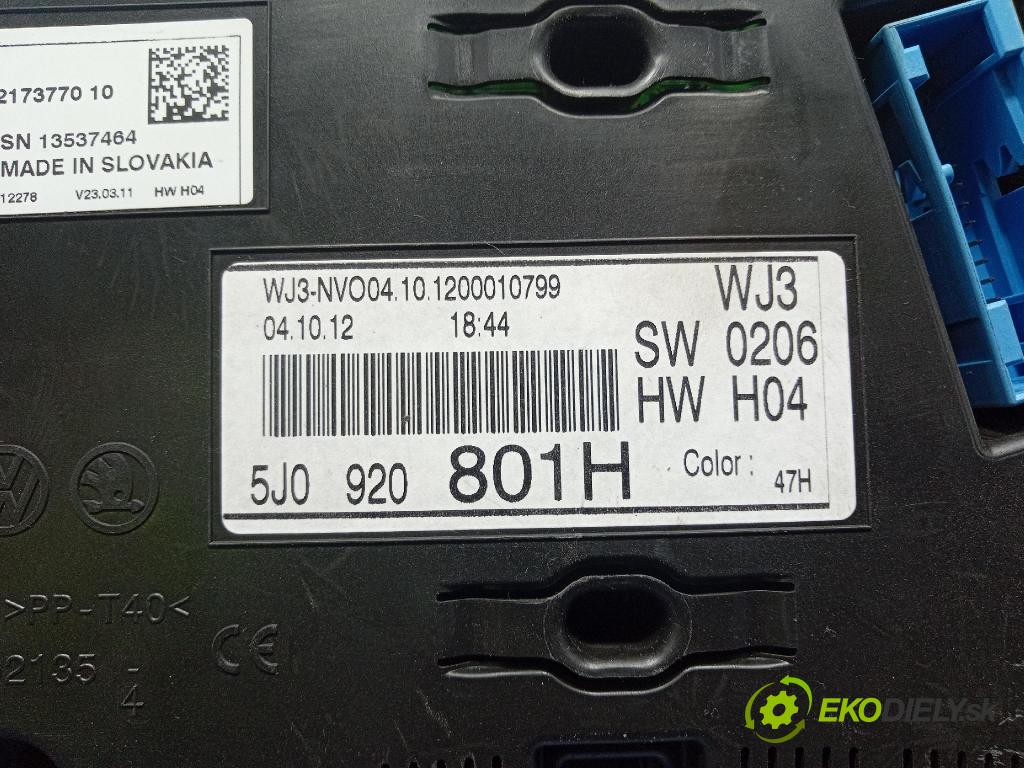 2173770 10
SN 13537464
MADE IN SLOVAKIA
12278 V23.03.11 HW H04
WJ3-NVO04.10.1200010799
04.10.12 18:44
WJ3
SW 0206
HW H04
5J0 920 801H
Color : 47H
>PP-T40<
2135 -
4
CE
EKODIELY.sk